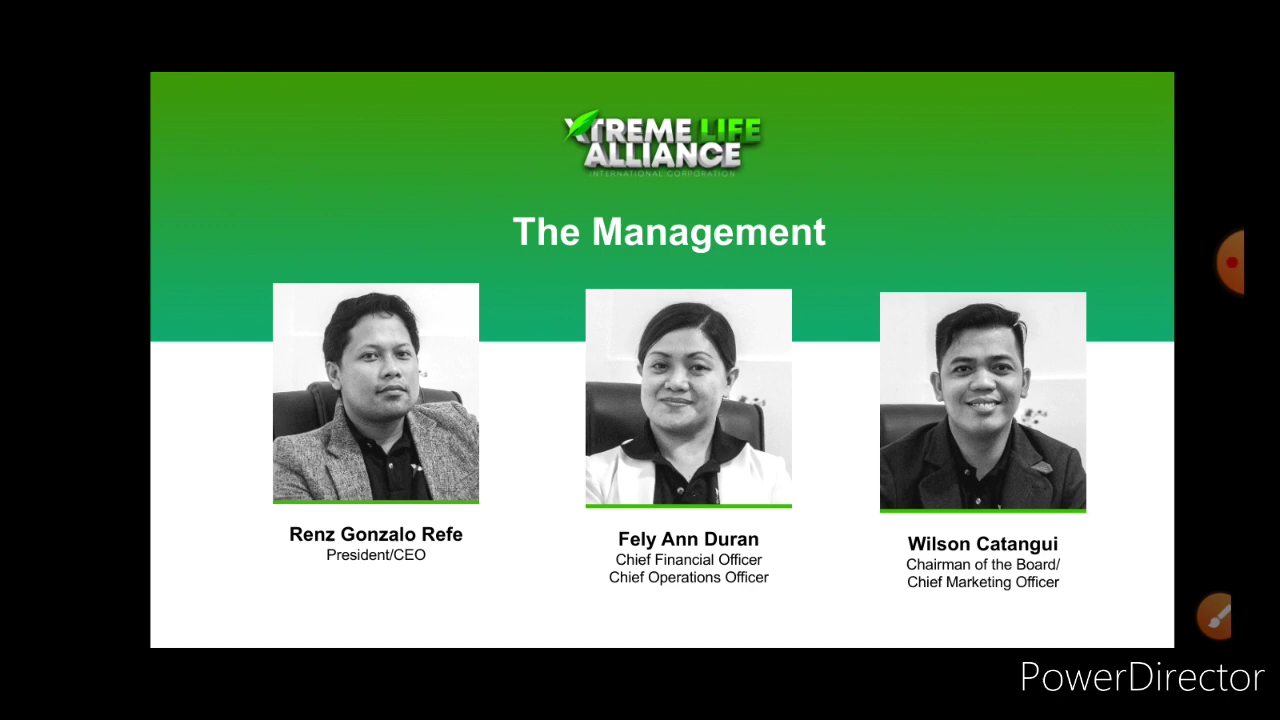 XTREME LIFE
ALLIANCE
INTERNATIONAL CORPORATION
The Management
Renz Gonzalo Refe
President/CEO
Fely Ann Duran
Chief Financial Officer
Chief Operations Officer
Wilson Catangui
Chairman of the Board/
Chief Marketing Officer
PowerDirector